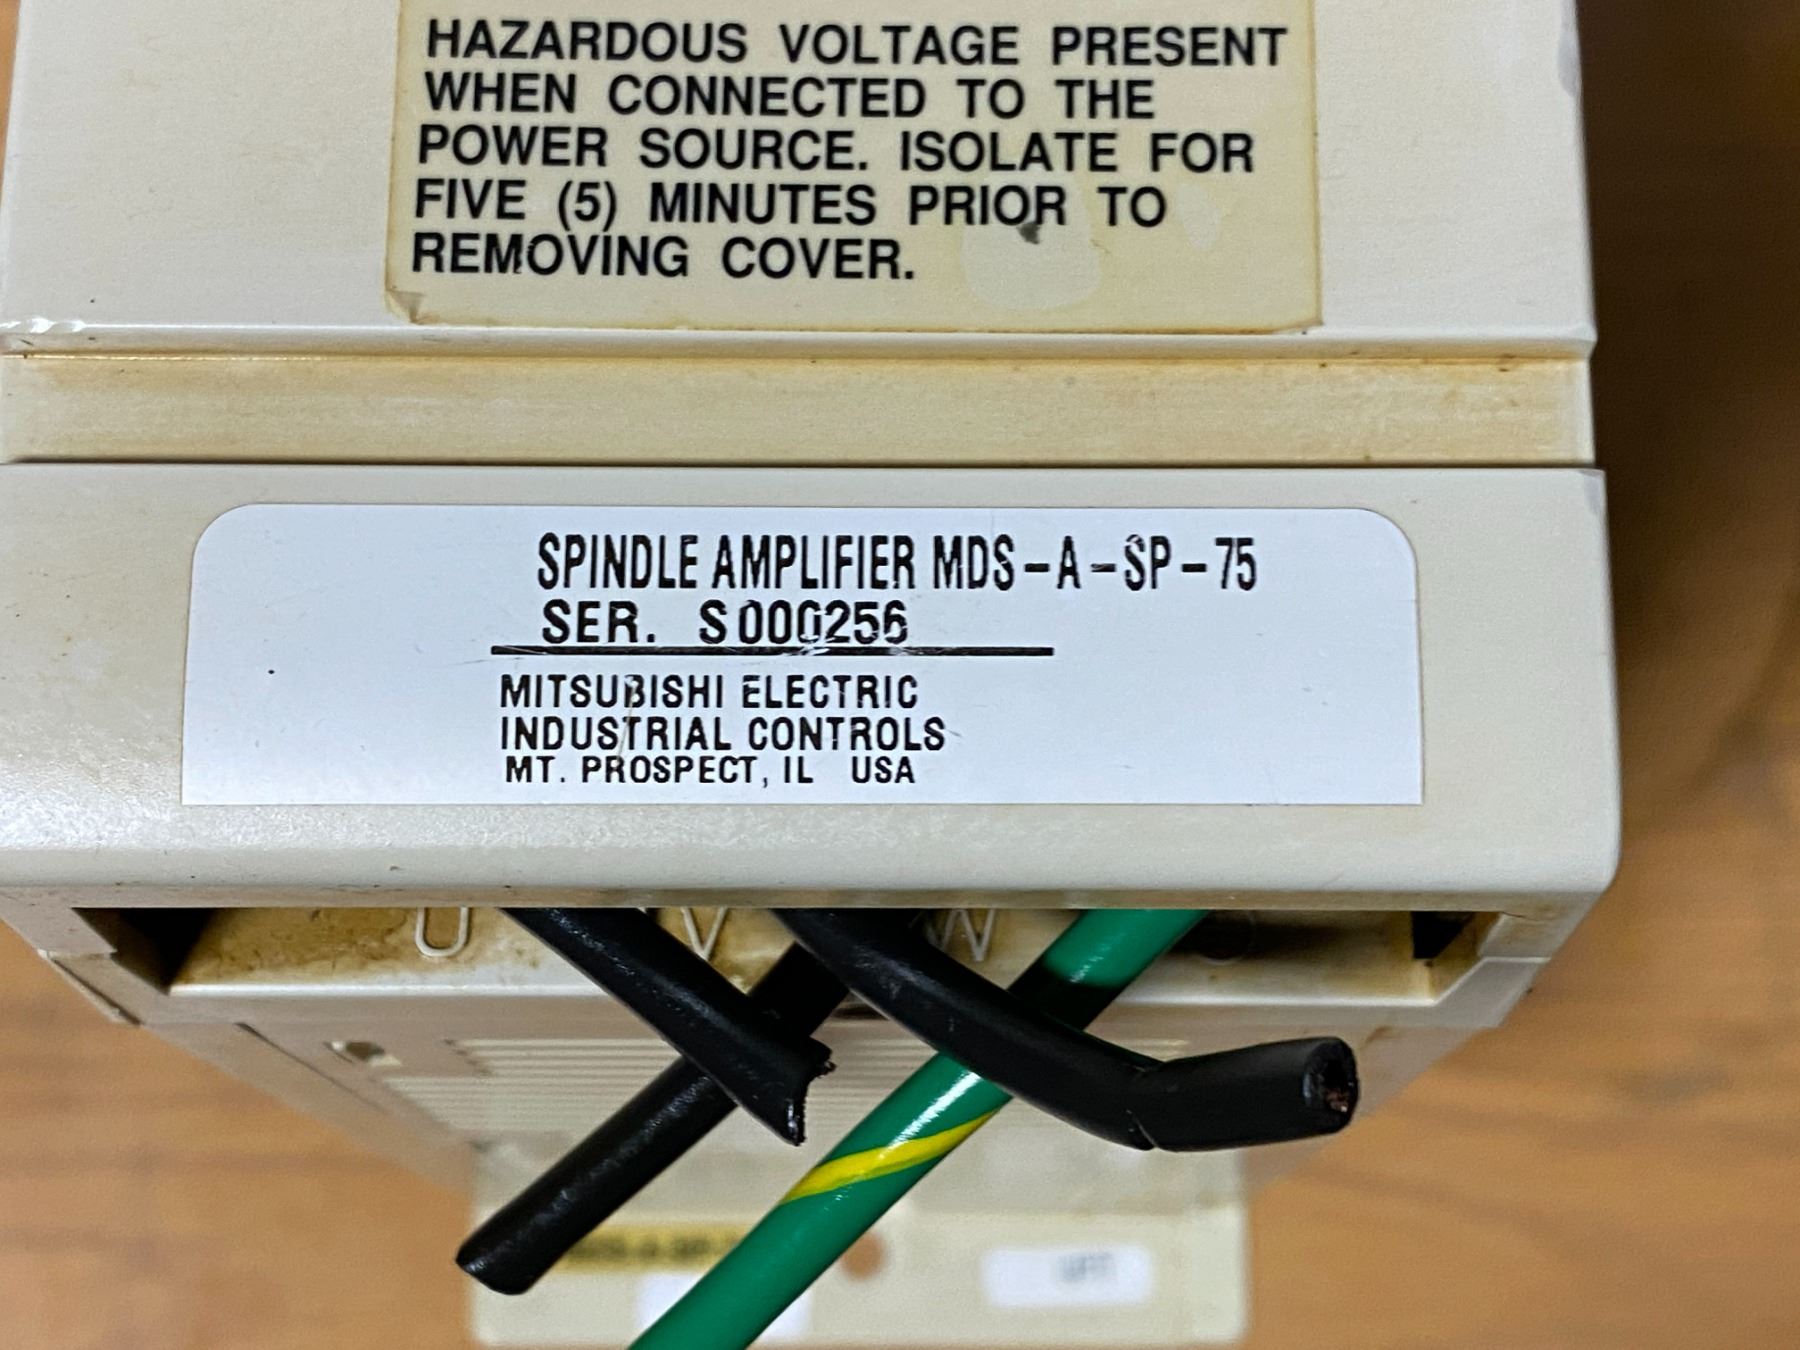 HAZARDOUS VOLTAGE PRESENT
WHEN CONNECTED TO THE
POWER SOURCE. ISOLATE FOR
FIVE (5) MINUTES PRIOR TO
REMOVING COVER.
SPINDLE AMPLIFIER MDS-A-SP-75
SER. S000256
MITSUBISHI ELECTRIC
INDUSTRIAL CONTROLS
MT. PROSPECT, IL USA
U V W